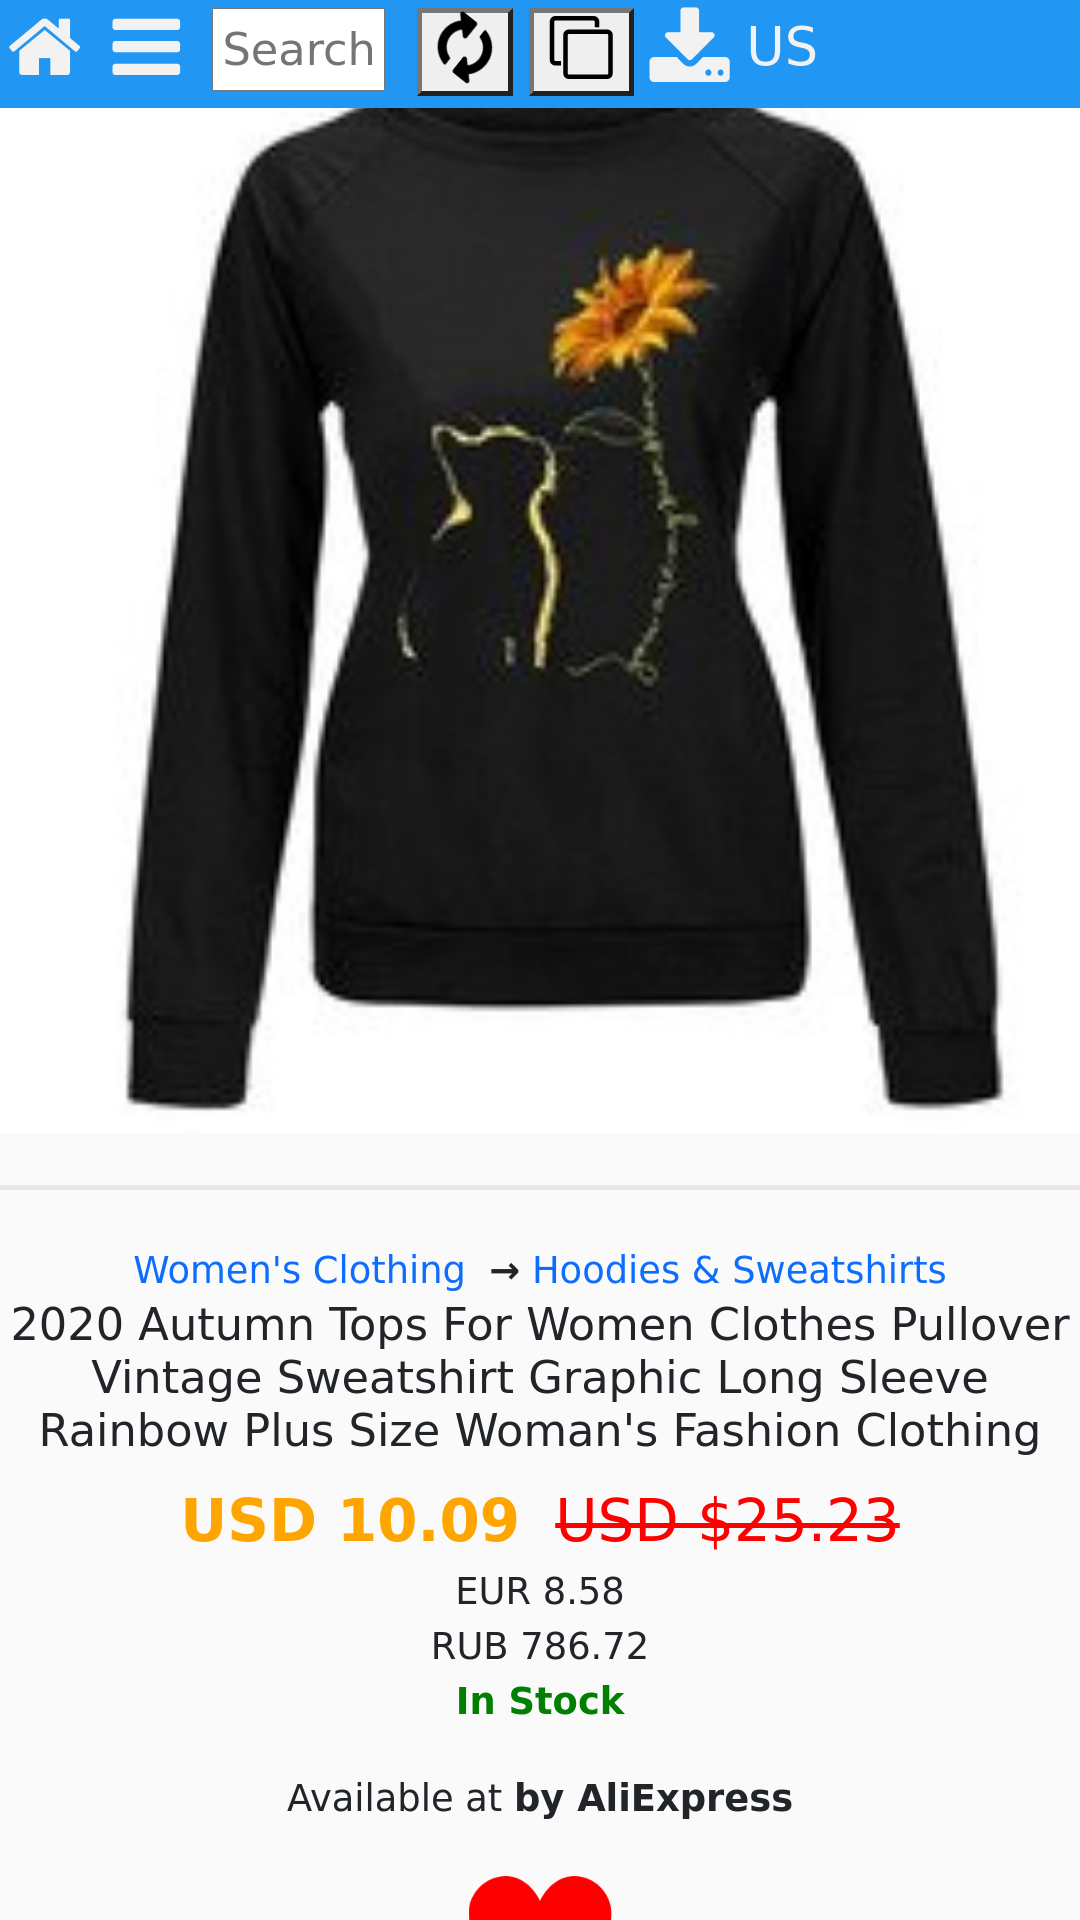 Search
US
Women's Clothing → Hoodies & Sweatshirts
2020 Autumn Tops For Women Clothes Pullover
Vintage Sweatshirt Graphic Long Sleeve
Rainbow Plus Size Woman's Fashion Clothing
USD 10.09 USD $25.23
EUR 8.58
RUB 786.72
In Stock
Available at by AliExpress